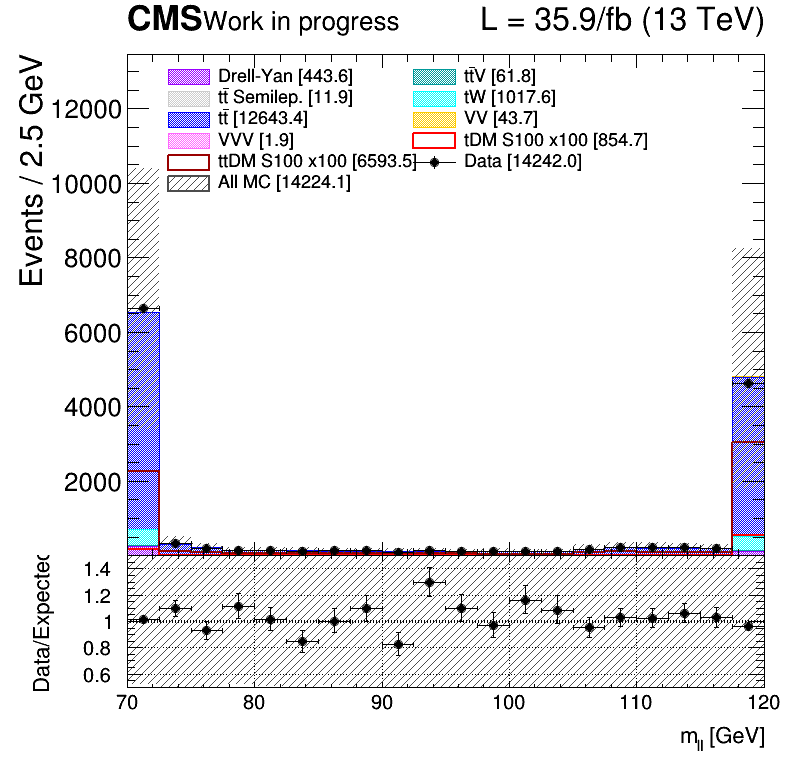 CMS Work in progress L = 35.9/fb (13 TeV)
Events / 2.5 GeV
12000
10000
8000
6000
4000
2000
Drell-Yan [443.6]
tt̄V [61.8]
tt̄ Semilep. [11.9]
tW [1017.6]
tt̄ [12643.4]
VV [43.7]
VVV [1.9]
tDM S100 x100 [854.7]
ttDM S100 x100 [6593.5]
Data [14242.0]
All MC [14224.1]
Data/Expected
1.4
1.2
1
0.8
0.6
70 80 90 100 110 120
m_ll [GeV]